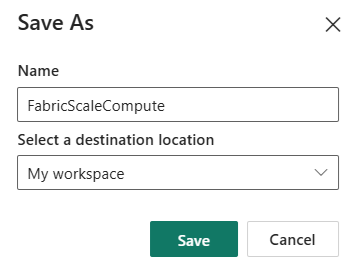 Save As
Name
FabricScaleCompute
Select a destination location
My workspace
Save
Cancel